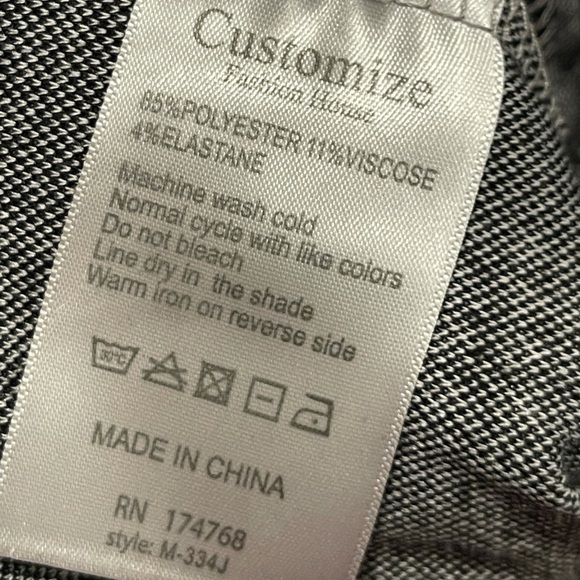 Customize
Fashion House
85%POLYESTER 11%VISCOSE
4%ELASTANE
Machine wash cold
Normal cycle with like colors
Do not bleach
Line dry in the shade
Warm iron on reverse side
30°C
MADE IN CHINA
RN 174768
style: M-334J